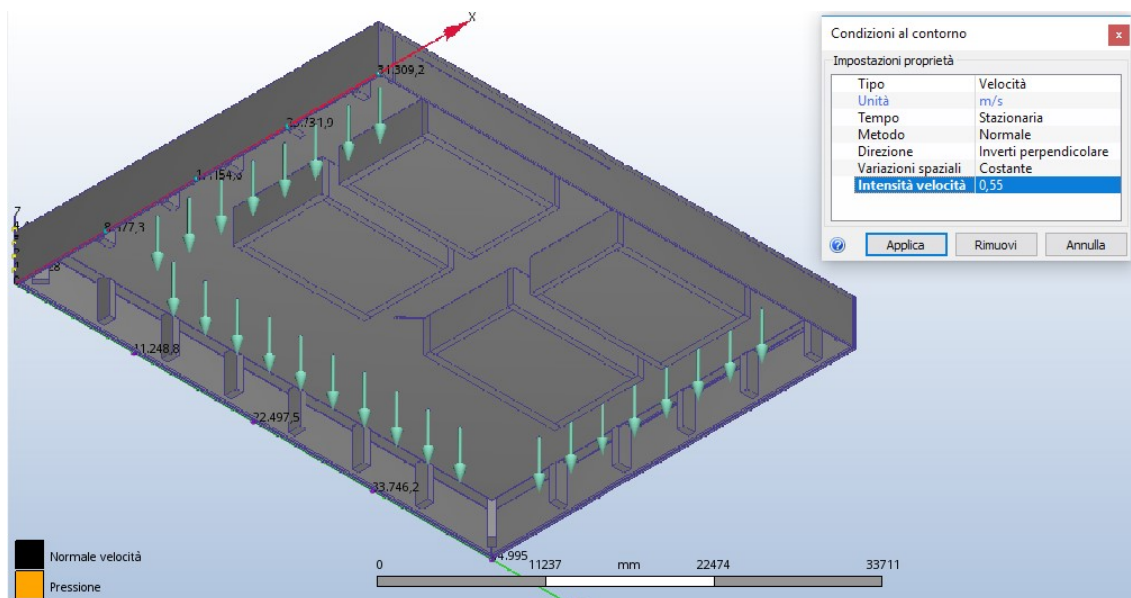 X
31.309,2
8.177,3
Z
11.248,8
22.497,5
33.746,2
4.995
Normale velocità
Pressione
0 11237 mm 22474 33711
Condizioni al contorno
x
Impostazioni proprietà
Tipo Velocità
Unità m/s
Tempo Stazionaria
Metodo Normale
Direzione Inverti perpendicolare
Variazioni spaziali Costante
Intensità velocità 0,55
? Applica Rimuovi Annulla